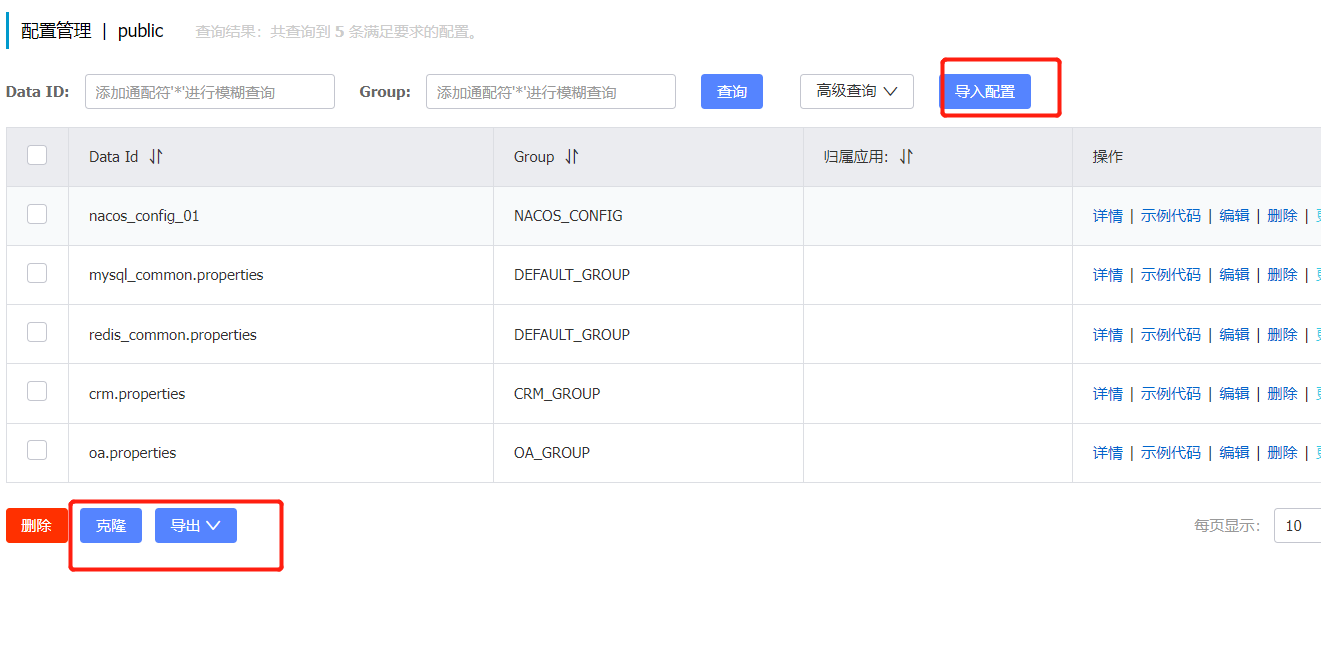 配置管理 | public 查询结果：共查询到 5 条满足要求的配置。
Data ID: 添加通配符'*'进行模糊查询 Group: 添加通配符'*'进行模糊查询 查询 高级查询 导入配置
Data Id Group 归属应用: 操作
nacos_config_01 NACOS_CONFIG 详情 | 示例代码 | 编辑 | 删除 |
mysql_common.properties DEFAULT_GROUP 详情 | 示例代码 | 编辑 | 删除 |
redis_common.properties DEFAULT_GROUP 详情 | 示例代码 | 编辑 | 删除 |
crm.properties CRM_GROUP 详情 | 示例代码 | 编辑 | 删除 |
oa.properties OA_GROUP 详情 | 示例代码 | 编辑 | 删除 |
删除 克隆 导出 每页显示: 10